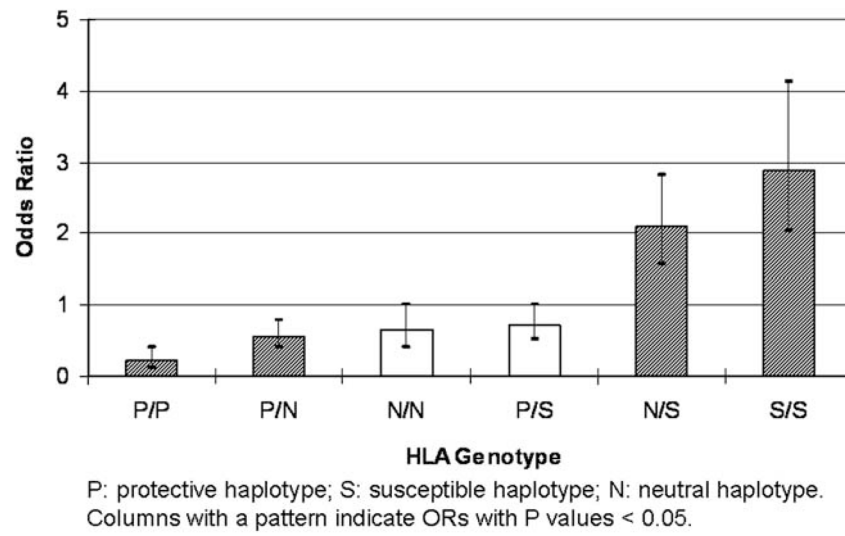 5
4
3
2
1
0
Odds Ratio
P/P P/N N/N P/S N/S S/S
HLA Genotype
P: protective haplotype; S: susceptible haplotype; N: neutral haplotype.
Columns with a pattern indicate ORs with P values < 0.05.